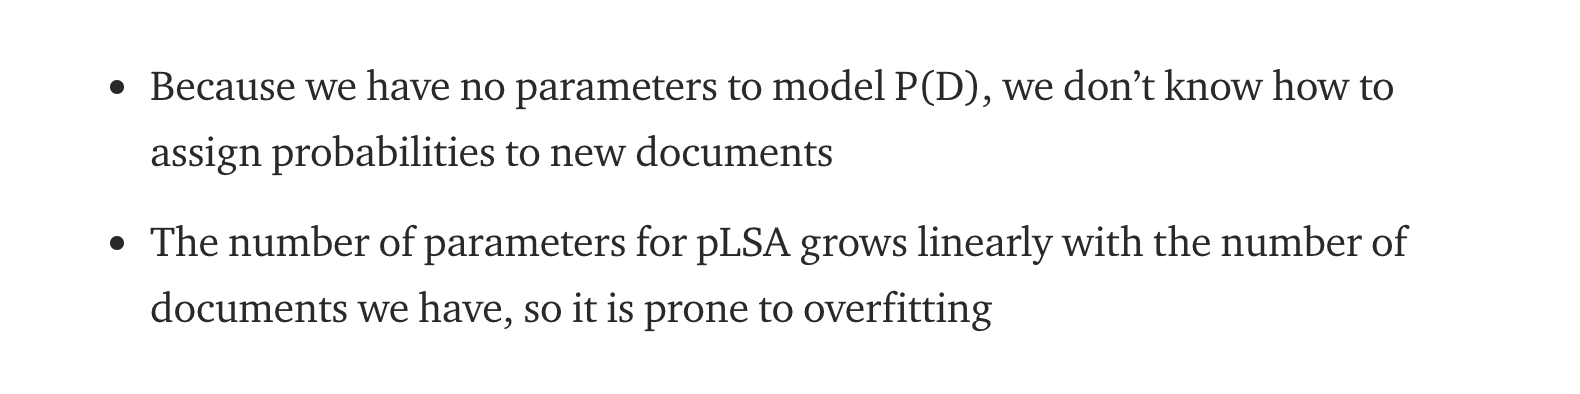 • Because we have no parameters to model P(D), we don’t know how to
assign probabilities to new documents
• The number of parameters for pLSA grows linearly with the number of
documents we have, so it is prone to overfitting